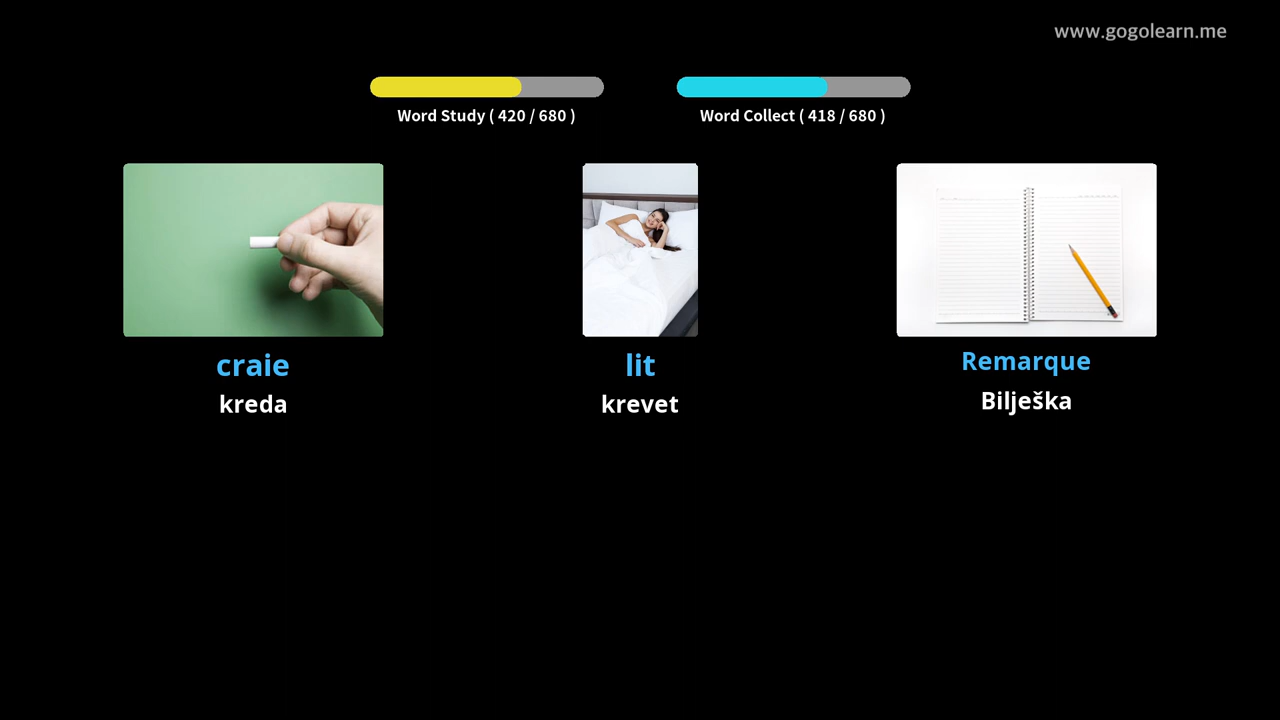 www.gogolearn.me
Word Study ( 420 / 680 )
Word Collect ( 418 / 680 )
craie
kreda
lit
krevet
Remarque
Bilješka